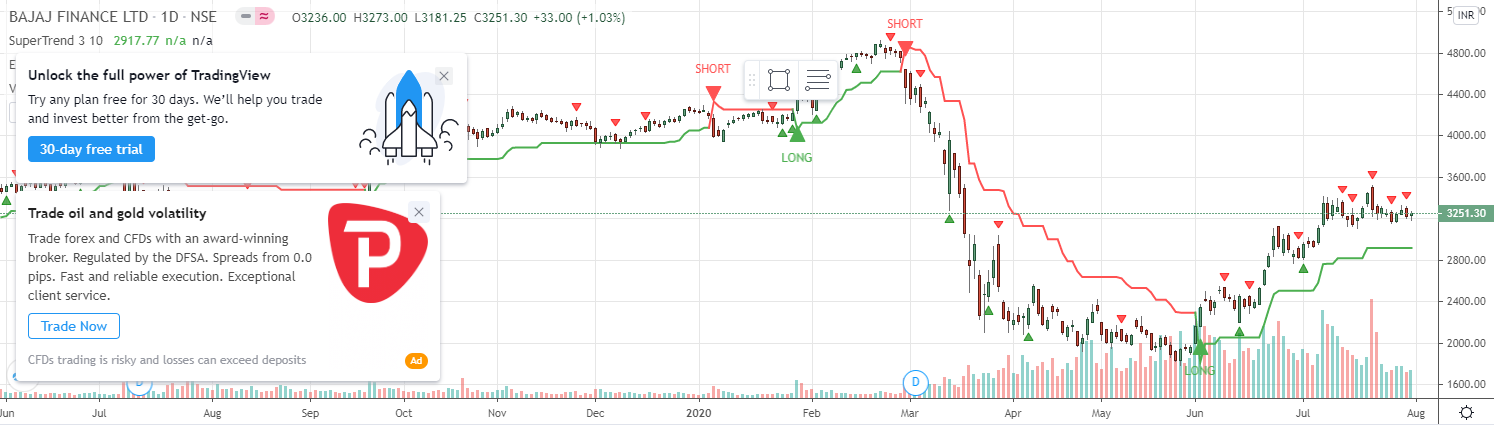 BAJAJ FINANCE LTD · 1D · NSE
O3236.00 H3273.00 L3181.25 C3251.30 +33.00 (+1.03%)
SuperTrend 3 10 2917.77 n/a n/a
INR
SHORT
SHORT
LONG
LONG
Unlock the full power of TradingView
Try any plan free for 30 days. We'll help you trade
and invest better from the get-go.
30-day free trial
Trade oil and gold volatility
Trade forex and CFDs with an award-winning
broker. Regulated by the DFSA. Spreads from 0.0
pips. Fast and reliable execution. Exceptional
client service.
P
Trade Now
CFDs trading is risky and losses can exceed deposits
Ad
4800.00
4400.00
4000.00
3600.00
3251.30
2800.00
2400.00
2000.00
1600.00
D
D
Jun Jul Aug Sep Oct Nov Dec 2020 Feb Mar Apr May Jun Jul Aug